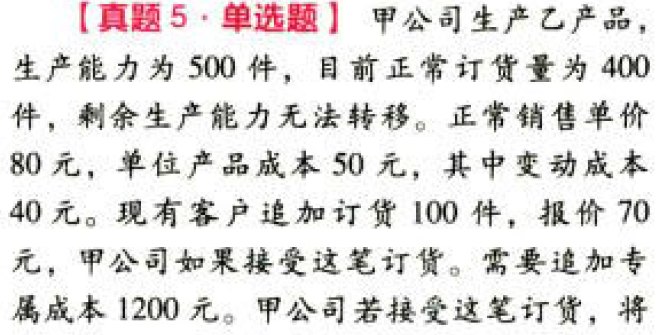 【真题5·单选题】 甲公司生产乙产品，
生产能力为 500 件，目前正常订货量为 400
件，剩余生产能力无法转移。正常销售单价
80 元，单位产品成本 50 元，其中变动成本
40 元。现有客户追加订货 100 件，报价 70
元，甲公司如果接受这笔订货。需要追加专
属成本 1200 元。甲公司若接受这笔订货，将